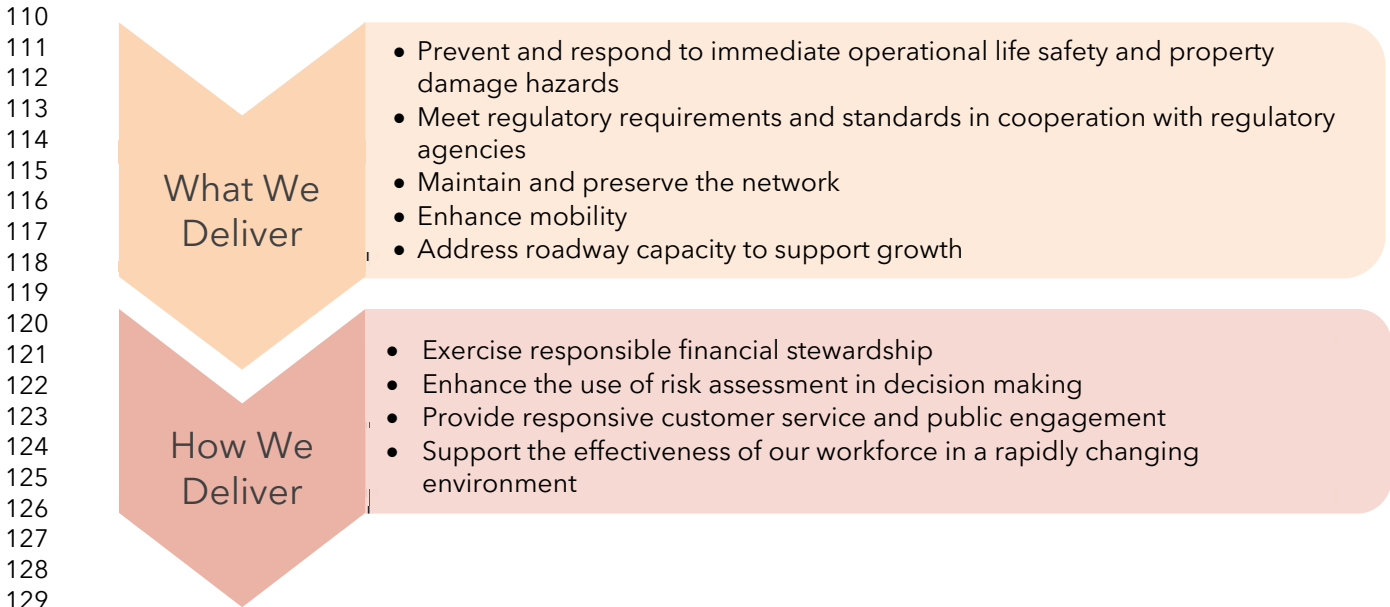 110
111
112
113
114
115
116
117
118
119
120
121
122
123
124
125
126
127
128
129
What We
Deliver
• Prevent and respond to immediate operational life safety and property
damage hazards
• Meet regulatory requirements and standards in cooperation with regulatory
agencies
• Maintain and preserve the network
• Enhance mobility
• Address roadway capacity to support growth
How We
Deliver
• Exercise responsible financial stewardship
• Enhance the use of risk assessment in decision making
• Provide responsive customer service and public engagement
• Support the effectiveness of our workforce in a rapidly changing
environment